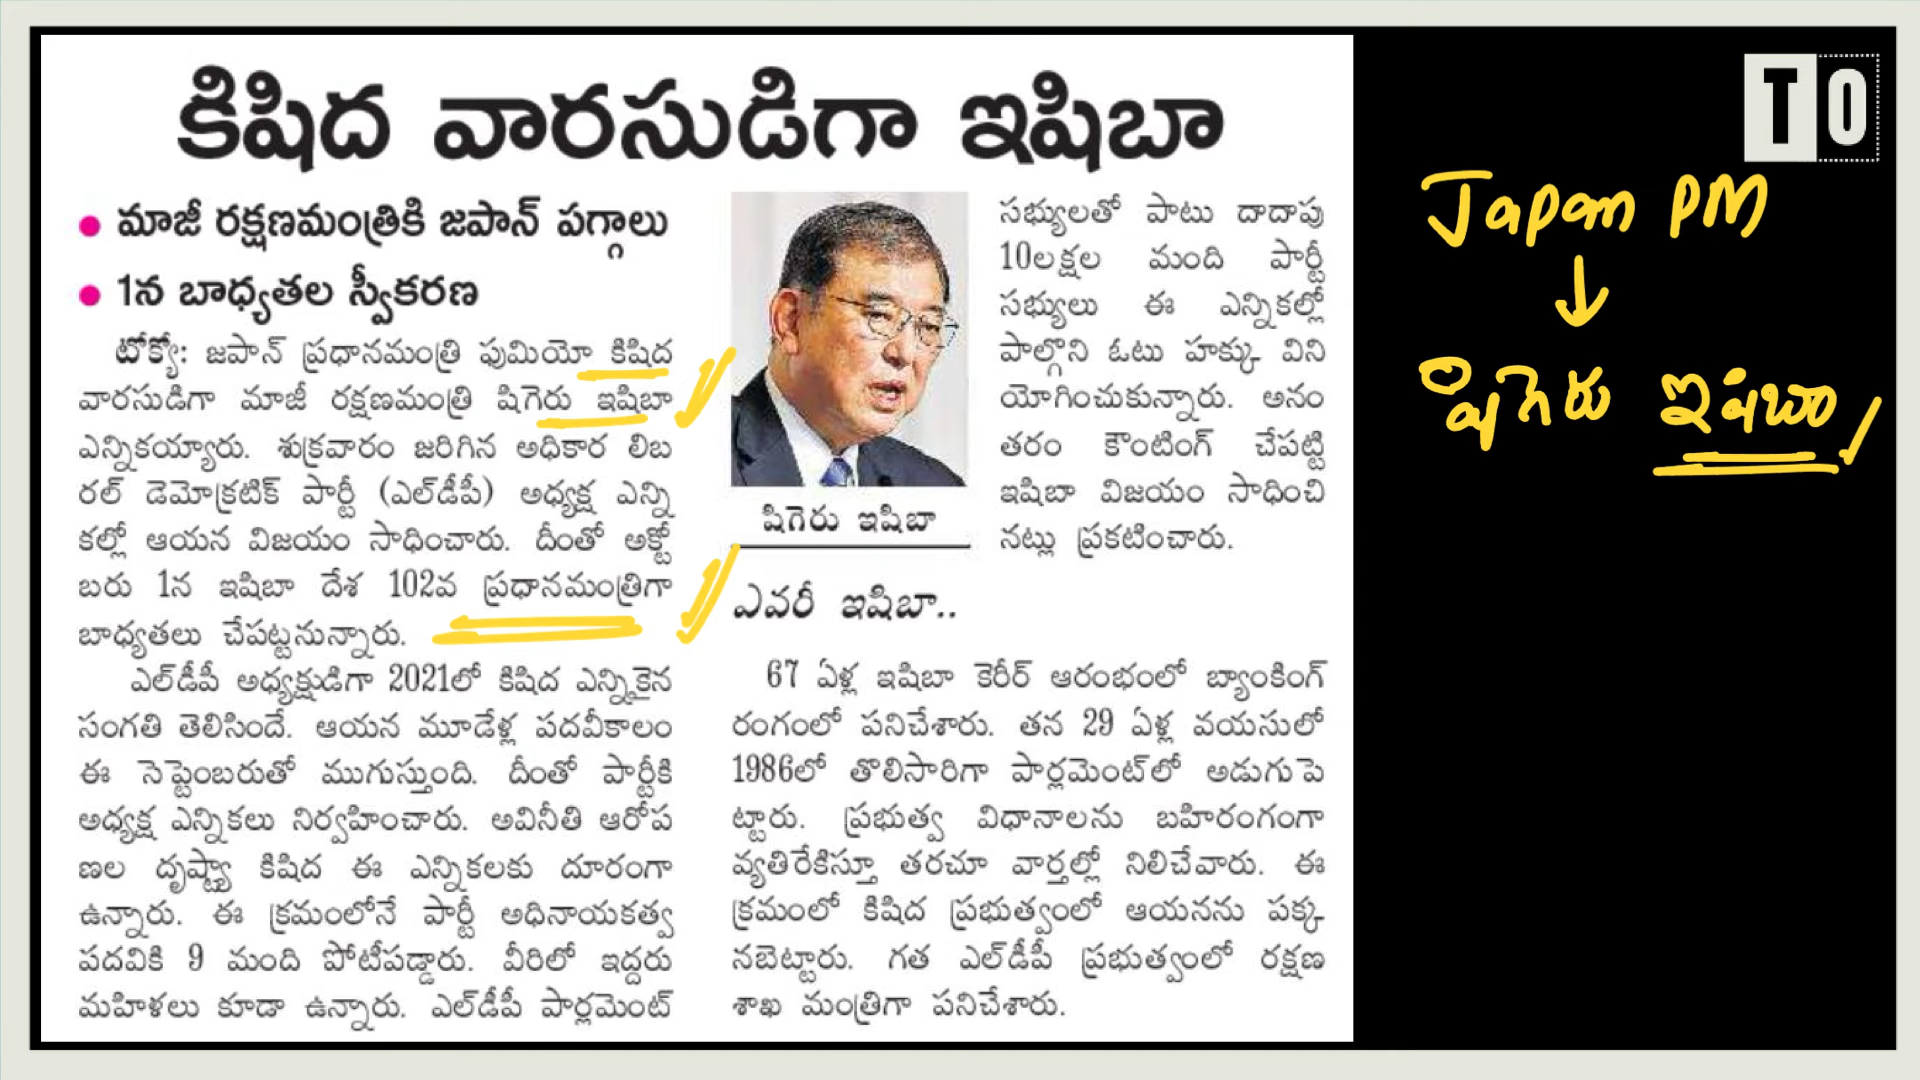 కిషిద వారసుడిగా ఇషిబా
● మాజీ రక్షణమంత్రికి జపాన్ పగ్గాలు
● 1న బాధ్యతల స్వీకరణ
టోక్యో: జపాన్ ప్రధానమంత్రి ఫుమియో కిషిద
వారసుడిగా మాజీ రక్షణమంత్రి షిగెరు ఇషిబా
ఎన్నికయ్యారు. శుక్రవారం జరిగిన అధికార లిబ
రల్ డెమోక్రటిక్ పార్టీ (ఎల్‌డీపీ) అధ్యక్ష ఎన్ని
కల్లో ఆయన విజయం సాధించారు. దీంతో అక్టో
బరు 1న ఇషిబా దేశ 102వ ప్రధానమంత్రిగా
బాధ్యతలు చేపట్టనున్నారు.
ఎల్‌డీపీ అధ్యక్షుడిగా 2021లో కిషిద ఎన్నికైన
సంగతి తెలిసిందే. ఆయన మూడేళ్ల పదవీకాలం
ఈ సెప్టెంబరుతో ముగుస్తుంది. దీంతో పార్టీకి
అధ్యక్ష ఎన్నికలు నిర్వహించారు. అవినీతి ఆరోప
ణల దృష్ట్యా కిషిద ఈ ఎన్నికలకు దూరంగా
ఉన్నారు. ఈ క్రమంలోనే పార్టీ అధినాయకత్వ
పదవికి 9 మంది పోటీపడ్డారు. వీరిలో ఇద్దరు
మహిళలు కూడా ఉన్నారు. ఎల్‌డీపీ పార్లమెంట్
షిగెరు ఇషిబా
సభ్యులతో పాటు దాదాపు
10లక్షల మంది పార్టీ
సభ్యులు ఈ ఎన్నికల్లో
పాల్గొని ఓటు హక్కు విని
యోగించుకున్నారు. అనం
తరం కౌంటింగ్ చేపట్టి
ఇషిబా విజయం సాధించి
నట్లు ప్రకటించారు.
ఎవరీ ఇషిబా..
67 ఏళ్ల ఇషిబా కెరీర్ ఆరంభంలో బ్యాంకింగ్
రంగంలో పనిచేశారు. తన 29 ఏళ్ల వయసులో
1986లో తొలిసారిగా పార్లమెంట్‌లో అడుగుపె
ట్టారు. ప్రభుత్వ విధానాలను బహిరంగంగా
వ్యతిరేకిస్తూ తరచూ వార్తల్లో నిలిచేవారు. ఈ
క్రమంలో కిషిద ప్రభుత్వంలో ఆయనను పక్క
నబెట్టారు. గత ఎల్‌డీపీ ప్రభుత్వంలో రక్షణ
శాఖ మంత్రిగా పనిచేశారు.
TO
Japan PM
షిగెరు ఇషిబా